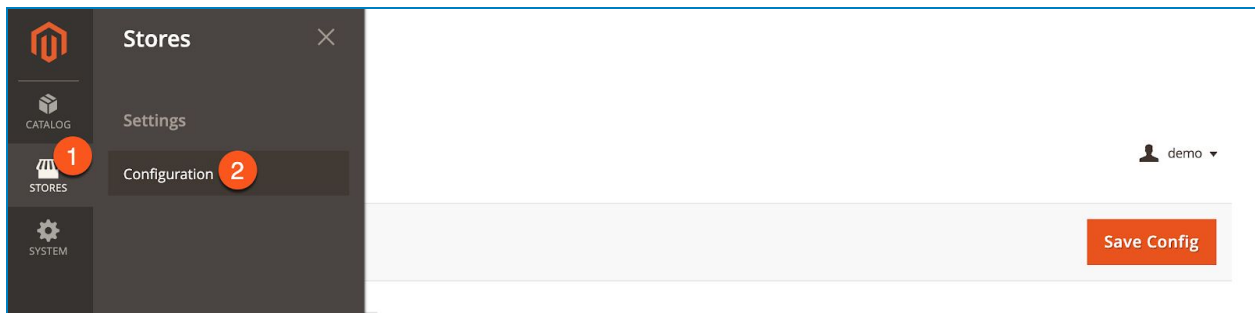 Stores
CATALOG
Settings
1
STORES
Configuration 2
demo
SYSTEM
Save Config